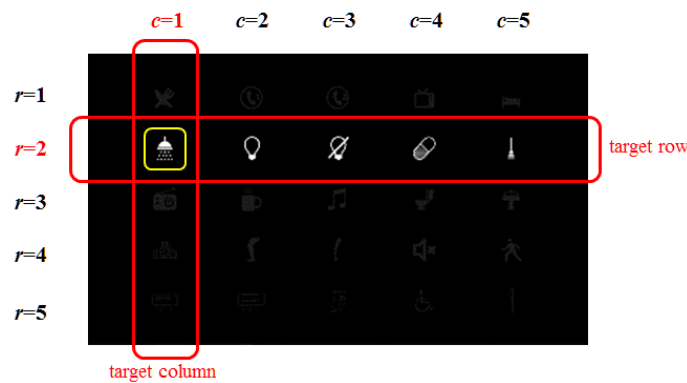 c=1 c=2 c=3 c=4 c=5
r=1
r=2 target row
r=3
r=4
r=5
target column